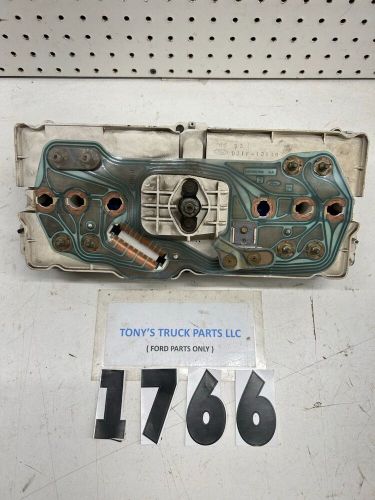 TONY'S TRUCK PARTS LLC
( FORD PARTS ONLY )
1766